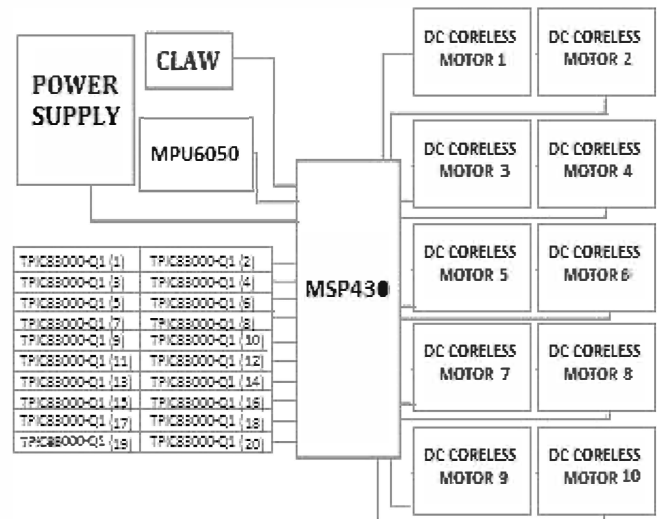 POWER
SUPPLY
CLAW
MPU6050
MSP430
TPIC83000-Q1 (1) TPIC83000-Q1 (2)
TPIC83000-Q1 (3) TPIC83000-Q1 (4)
TPIC83000-Q1 (5) TPIC83000-Q1 (6)
TPIC83000-Q1 (7) TPIC83000-Q1 (8)
TPIC83000-Q1 (9) TPIC83000-Q1 (10)
TPIC83000-Q1 (11) TPIC83000-Q1 (12)
TPIC83000-Q1 (13) TPIC83000-Q1 (14)
TPIC83000-Q1 (15) TPIC83000-Q1 (16)
TPIC83000-Q1 (17) TPIC83000-Q1 (18)
TPIC83000-Q1 (19) TPIC83000-Q1 (20)
DC CORELESS
MOTOR 1
DC CORELESS
MOTOR 2
DC CORELESS
MOTOR 3
DC CORELESS
MOTOR 4
DC CORELESS
MOTOR 5
DC CORELESS
MOTOR 6
DC CORELESS
MOTOR 7
DC CORELESS
MOTOR 8
DC CORELESS
MOTOR 9
DC CORELESS
MOTOR 10